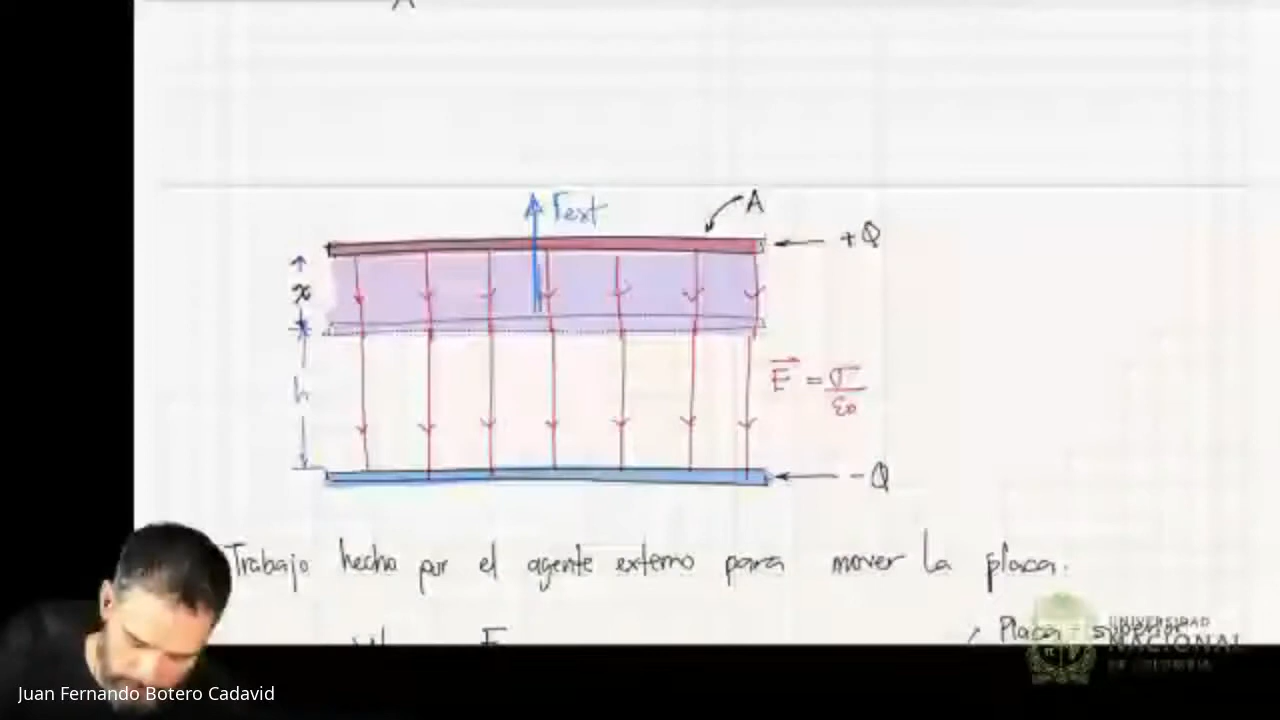 Fext
A
+Q
x
h
E = σ
ε₀
-Q
Trabajo hecho por el agente externo para mover la placa.
Placa superior
UNIVERSIDAD
NACIONAL
DE COLOMBIA
Juan Fernando Botero Cadavid